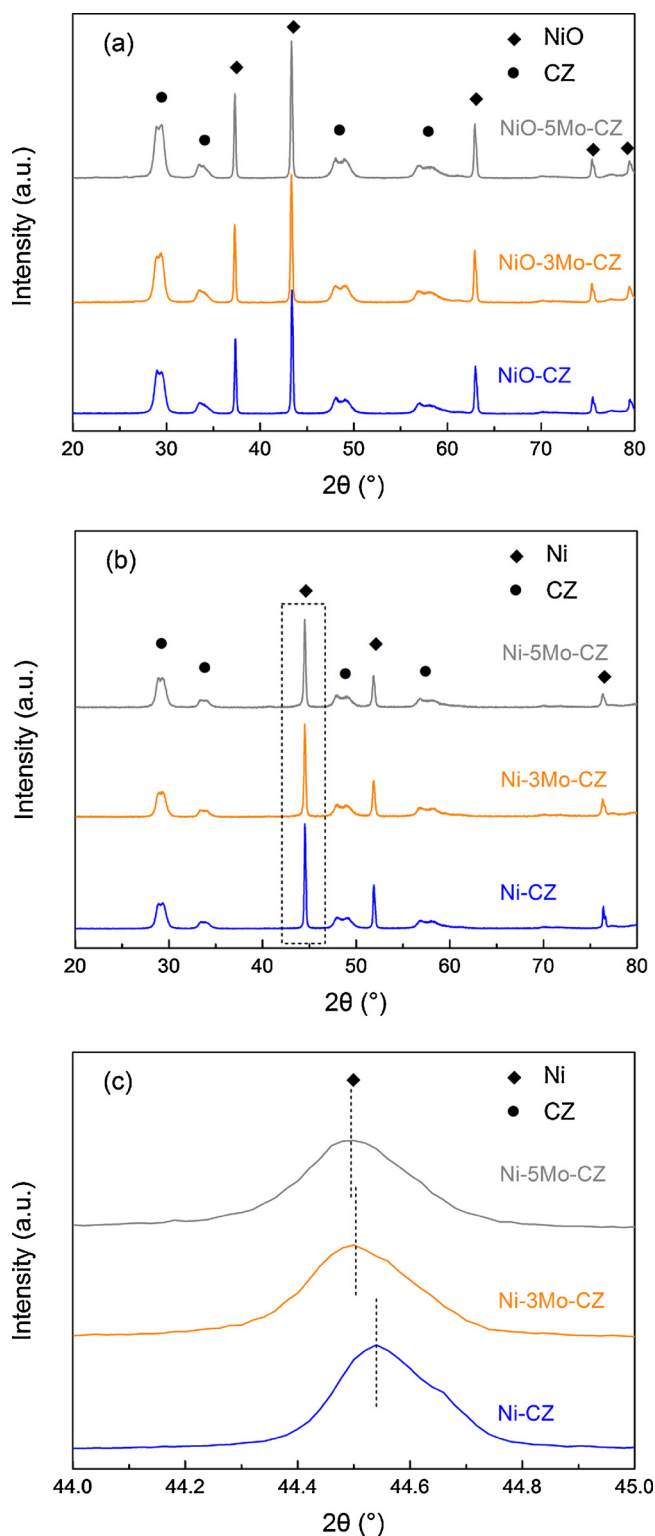 (a)
◆ NiO
● CZ
NiO-5Mo-CZ
NiO-3Mo-CZ
NiO-CZ
Intensity (a.u.)
20 30 40 50 60 70 80
2θ (°)
(b)
◆ Ni
● CZ
Ni-5Mo-CZ
Ni-3Mo-CZ
Ni-CZ
Intensity (a.u.)
20 30 40 50 60 70 80
2θ (°)
(c)
◆ Ni
● CZ
Ni-5Mo-CZ
Ni-3Mo-CZ
Ni-CZ
Intensity (a.u.)
44.0 44.2 44.4 44.6 44.8 45.0
2θ (°)